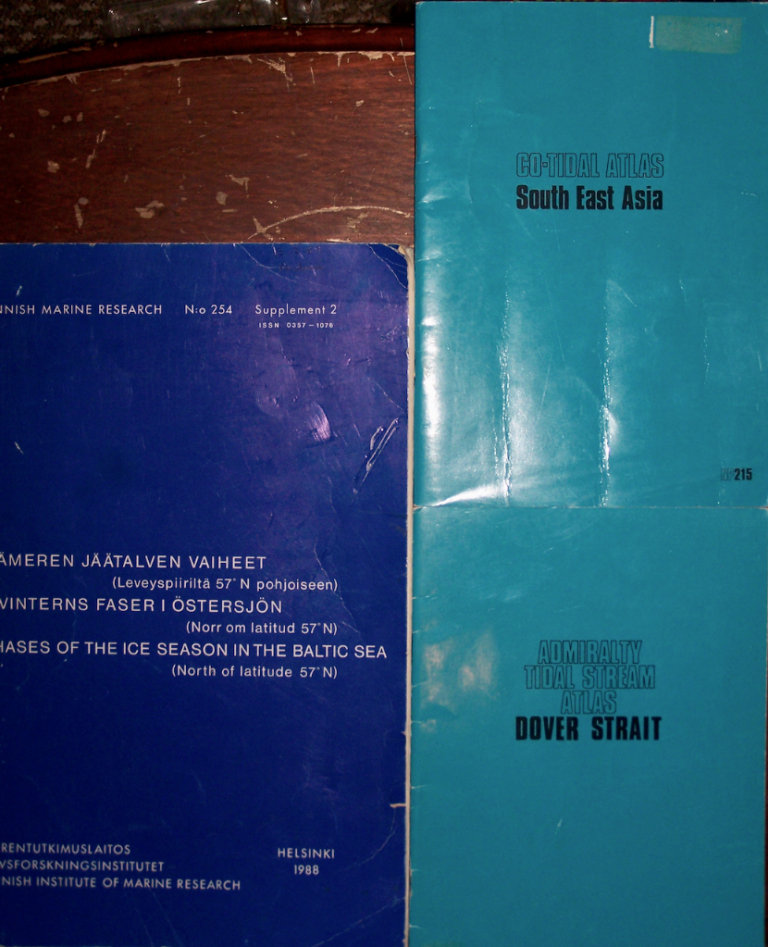 NNISH MARINE RESEARCH N:o 254 Supplement 2
ISSN 0357-1076
ÄMEREN JÄÄTALVEN VAIHEET
(Leveyspiiriltä 57° N pohjoiseen)
VINTERNS FASER I ÖSTERSJÖN
(Norr om latitud 57° N)
HASES OF THE ICE SEASON IN THE BALTIC SEA
(North of latitude 57° N)
RENTUTKIMUSLAITOS
VSFORSKNINGSINSTITUTET
NISH INSTITUTE OF MARINE RESEARCH
HELSINKI
1988
CO-TIDAL ATLAS
South East Asia
NP215
ADMIRALTY
TIDAL STREAM
ATLAS
DOVER STRAIT